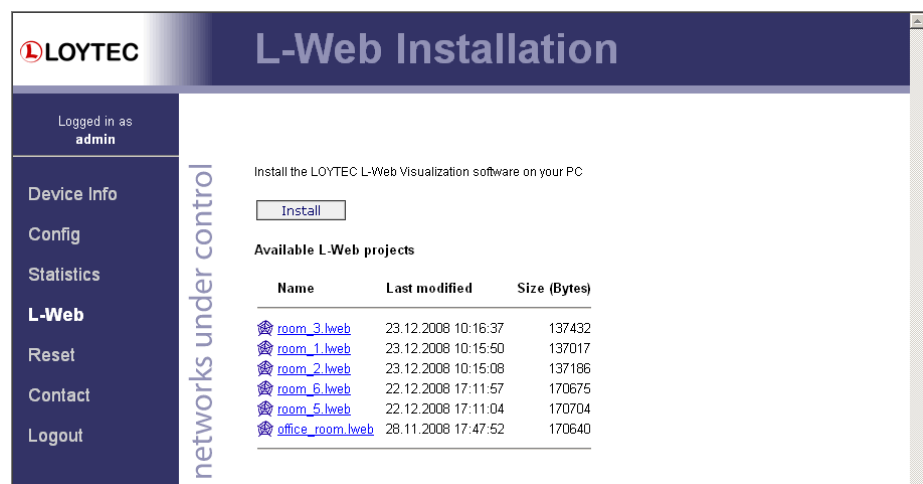 LOYTEC
L-Web Installation
Logged in as
admin
Device Info
Config
Statistics
L-Web
Reset
Contact
Logout
networks under control
Install the LOYTEC L-Web Visualization software on your PC
Install
Available L-Web projects
Name Last modified Size (Bytes)
room_3.lweb 23.12.2008 10:16:37 137432
room_1.lweb 23.12.2008 10:15:50 137017
room_2.lweb 23.12.2008 10:15:08 137186
room_6.lweb 22.12.2008 17:11:57 170675
room_5.lweb 22.12.2008 17:11:04 170704
office_room.lweb 28.11.2008 17:47:52 170640